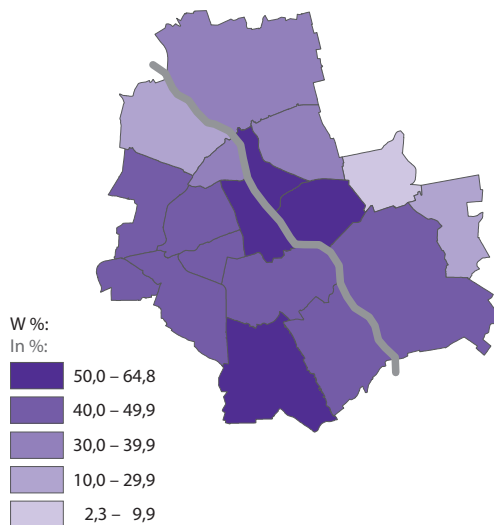 W %:
In %:
50,0 – 64,8
40,0 – 49,9
30,0 – 39,9
10,0 – 29,9
2,3 – 9,9